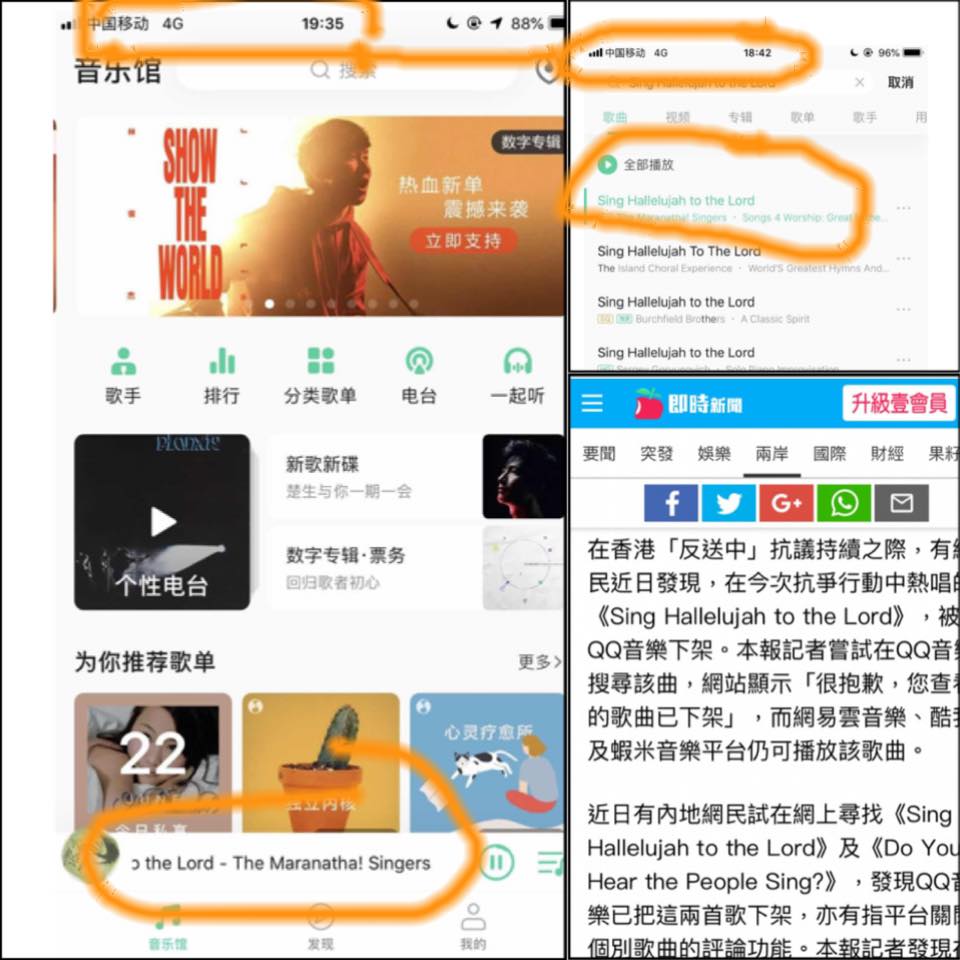 中国移动 4G 19:35 88%
音乐馆
搜索
SHOW
THE
WORLD
数字专辑
热血新单
震撼来袭
立即支持
歌手 排行 分类歌单 电台 一起听
个性电台
新歌新碟
楚生与你一期一会
数字专辑·票务
回归歌者初心
为你推荐歌单 更多
22
今日私享
独立内核
心灵疗愈所
o the Lord - The Maranatha! Singers
音乐馆 发现 我的
中国移动 4G 18:42 96%
Sing Hallelujah to the Lord 取消
歌曲 视频 专辑 歌单 歌手 用
全部播放
Sing Hallelujah to the Lord
The Maranatha! Singers · Songs 4 Worship: Great
Sing Hallelujah To The Lord
The Island Choral Experience · World'S Greatest Hymns And...
Sing Hallelujah to the Lord
Burchfield Brothers · A Classic Spirit
Sing Hallelujah to the Lord
即時新聞 升級壹會員
要聞 突發 娛樂 兩岸 國際 財經 果籽
在香港「反送中」抗議持續之際，有網
民近日發現，在今次抗爭行動中熱唱的
《Sing Hallelujah to the Lord》，被
QQ音樂下架。本報記者嘗試在QQ音樂
搜尋該曲，網站顯示「很抱歉，您查看
的歌曲已下架」，而網易雲音樂、酷我
及蝦米音樂平台仍可播放該歌曲。
近日有內地網民試在網上尋找《Sing
Hallelujah to the Lord》及《Do You
Hear the People Sing?》，發現QQ音
樂已把這兩首歌下架，亦有指平台關閉
個別歌曲的評論功能。本報記者發現在